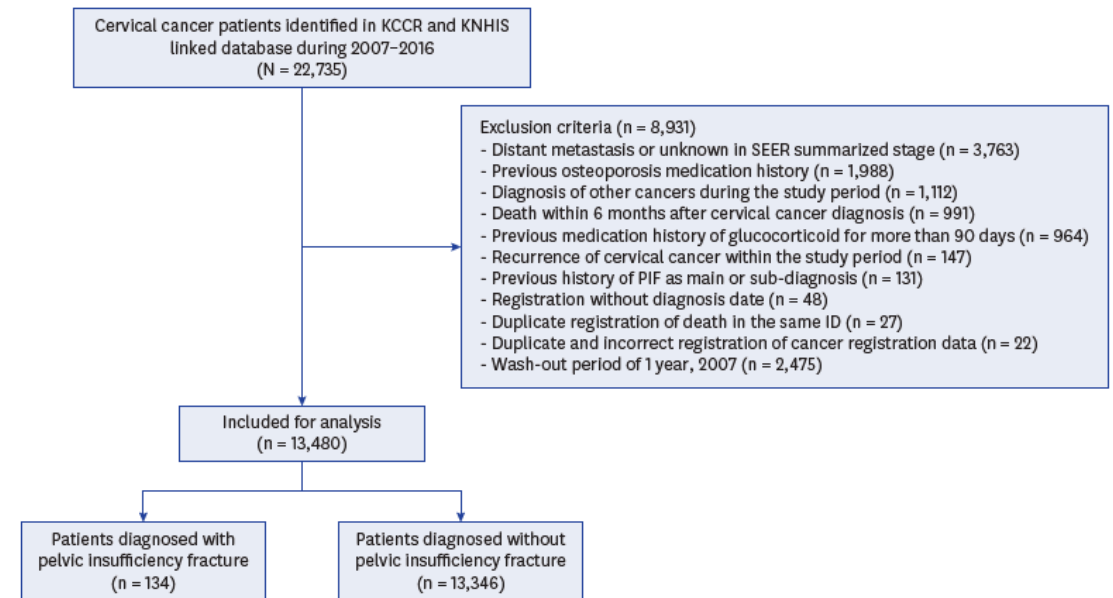 Cervical cancer patients identified in KCCR and KNHIS
linked database during 2007–2016
(N = 22,735)
Exclusion criteria (n = 8,931)
- Distant metastasis or unknown in SEER summarized stage (n = 3,763)
- Previous osteoporosis medication history (n = 1,988)
- Diagnosis of other cancers during the study period (n = 1,112)
- Death within 6 months after cervical cancer diagnosis (n = 991)
- Previous medication history of glucocorticoid for more than 90 days (n = 964)
- Recurrence of cervical cancer within the study period (n = 147)
- Previous history of PIF as main or sub-diagnosis (n = 131)
- Registration without diagnosis date (n = 48)
- Duplicate registration of death in the same ID (n = 27)
- Duplicate and incorrect registration of cancer registration data (n = 22)
- Wash-out period of 1 year, 2007 (n = 2,475)
Included for analysis
(n = 13,480)
Patients diagnosed with
pelvic insufficiency fracture
(n = 134)
Patients diagnosed without
pelvic insufficiency fracture
(n = 13,346)